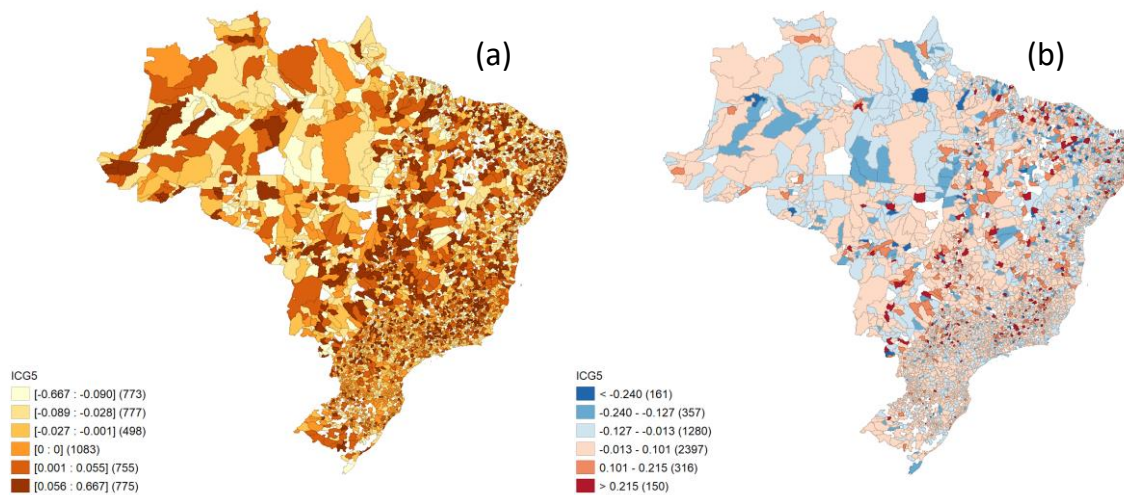 (a)
ICG5
[-0.667 : -0.090] (773)
[-0.089 : -0.028] (777)
[-0.027 : -0.001] (498)
[0 : 0] (1083)
[0.001 : 0.055] (755)
[0.056 : 0.667] (775)
(b)
ICG5
< -0.240 (161)
-0.240 - -0.127 (357)
-0.127 - -0.013 (1280)
-0.013 - 0.101 (2397)
0.101 - 0.215 (316)
> 0.215 (150)